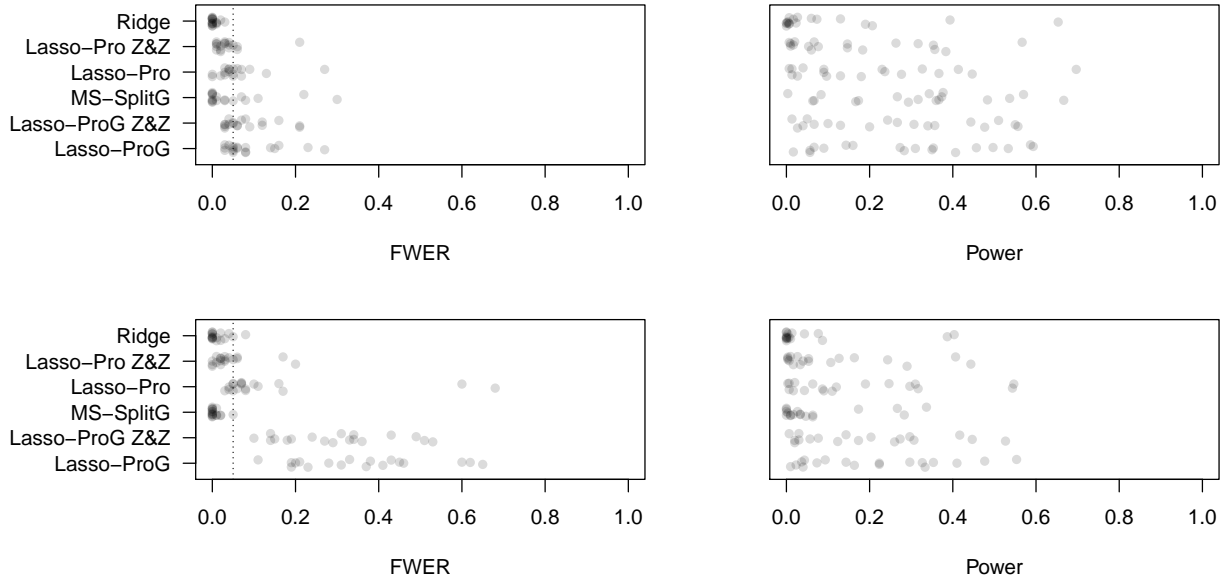 Ridge
Lasso−Pro Z&Z
Lasso−Pro
MS−SplitG
Lasso−ProG Z&Z
Lasso−ProG
0.0 0.2 0.4 0.6 0.8 1.0
FWER
0.0 0.2 0.4 0.6 0.8 1.0
Power
Ridge
Lasso−Pro Z&Z
Lasso−Pro
MS−SplitG
Lasso−ProG Z&Z
Lasso−ProG
0.0 0.2 0.4 0.6 0.8 1.0
FWER
0.0 0.2 0.4 0.6 0.8 1.0
Power